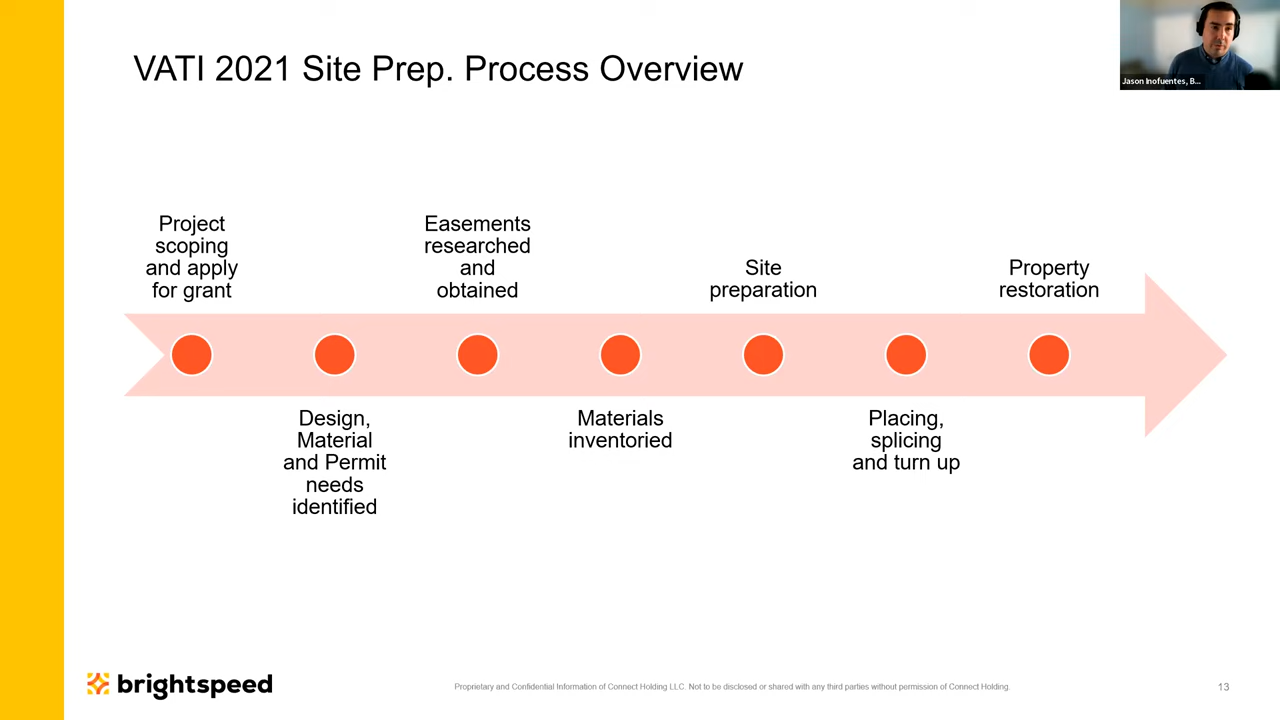 VATI 2021 Site Prep. Process Overview
Jason Inofuentes, B...
Project
scoping
and apply
for grant
Design,
Material
and Permit
needs
identified
Easements
researched
and
obtained
Materials
inventoried
Site
preparation
Placing,
splicing
and turn up
Property
restoration
brightspeed
Proprietary and Confidential Information of Connect Holding LLC. Not to be disclosed or shared with any third parties without permission of Connect Holding.
13